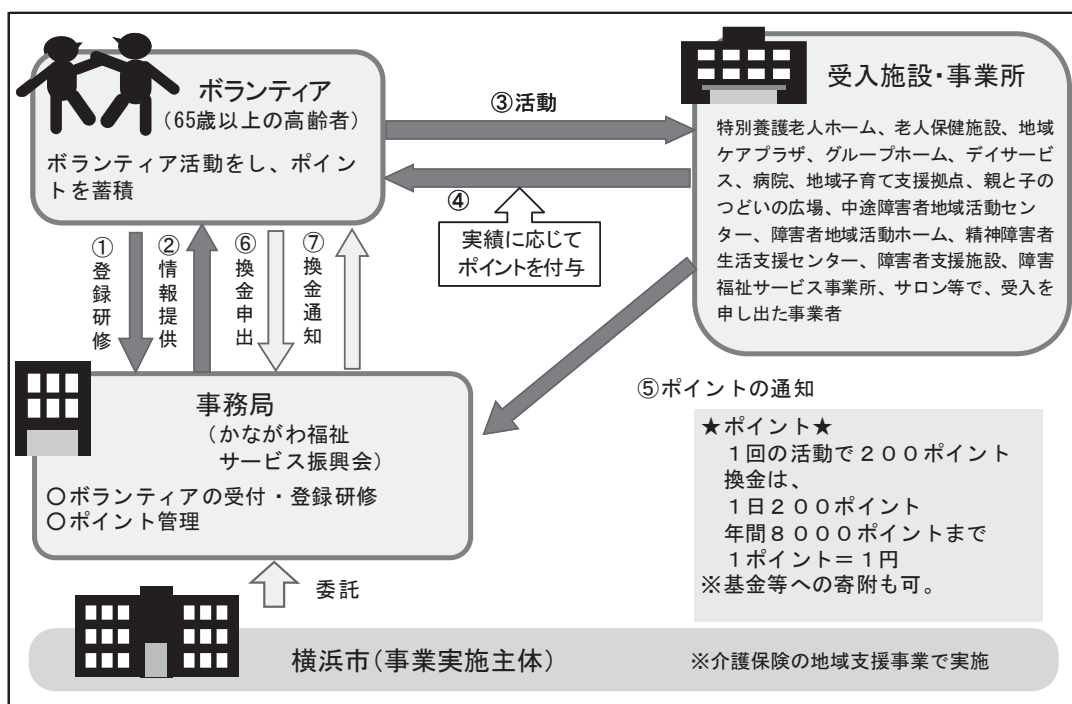 ボランティア
（65歳以上の高齢者）
ボランティア活動をし、ポイン
トを蓄積
③活動
④
実績に応じて
ポイントを付与
受入施設・事業所
特別養護老人ホーム、老人保健施設、地域
ケアプラザ、グループホーム、デイサービ
ス、病院、地域子育て支援拠点、親と子の
つどいの広場、中途障害者地域活動セン
ター、障害者地域活動ホーム、精神障害者
生活支援センター、障害者支援施設、障害
福祉サービス事業所、サロン等で、受入を
申し出た事業者
①登録研修
②情報提供
⑥換金申出
⑦換金通知
事務局
（かながわ福祉
サービス振興会）
○ボランティアの受付・登録研修
○ポイント管理
⑤ポイントの通知
★ポイント★
１回の活動で２００ポイント
換金は、
１日２００ポイント
年間８０００ポイントまで
１ポイント＝１円
※基金等への寄附も可。
委託
横浜市（事業実施主体）
※介護保険の地域支援事業で実施